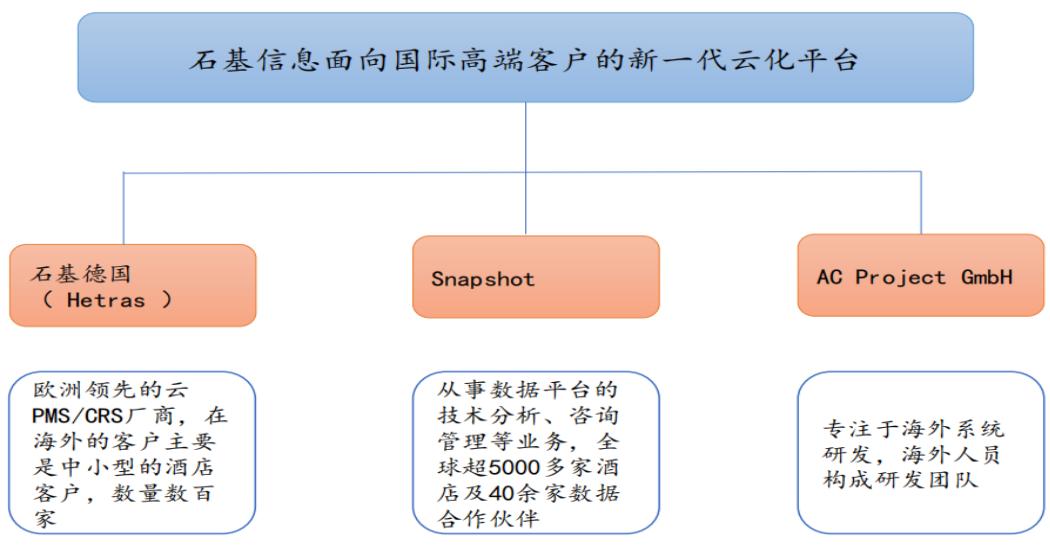 石基信息面向国际高端客户的新一代云化平台
石基德国
（ Hetras ）
Snapshot
AC Project GmbH
欧洲领先的云
PMS/CRS厂商，在
海外的客户主要
是中小型的酒店
客户，数量数百
家
从事数据平台的
技术分析、咨询
管理等业务，全
球超5000多家酒
店及40余家数据
合作伙伴
专注于海外系统
研发，海外人员
构成研发团队